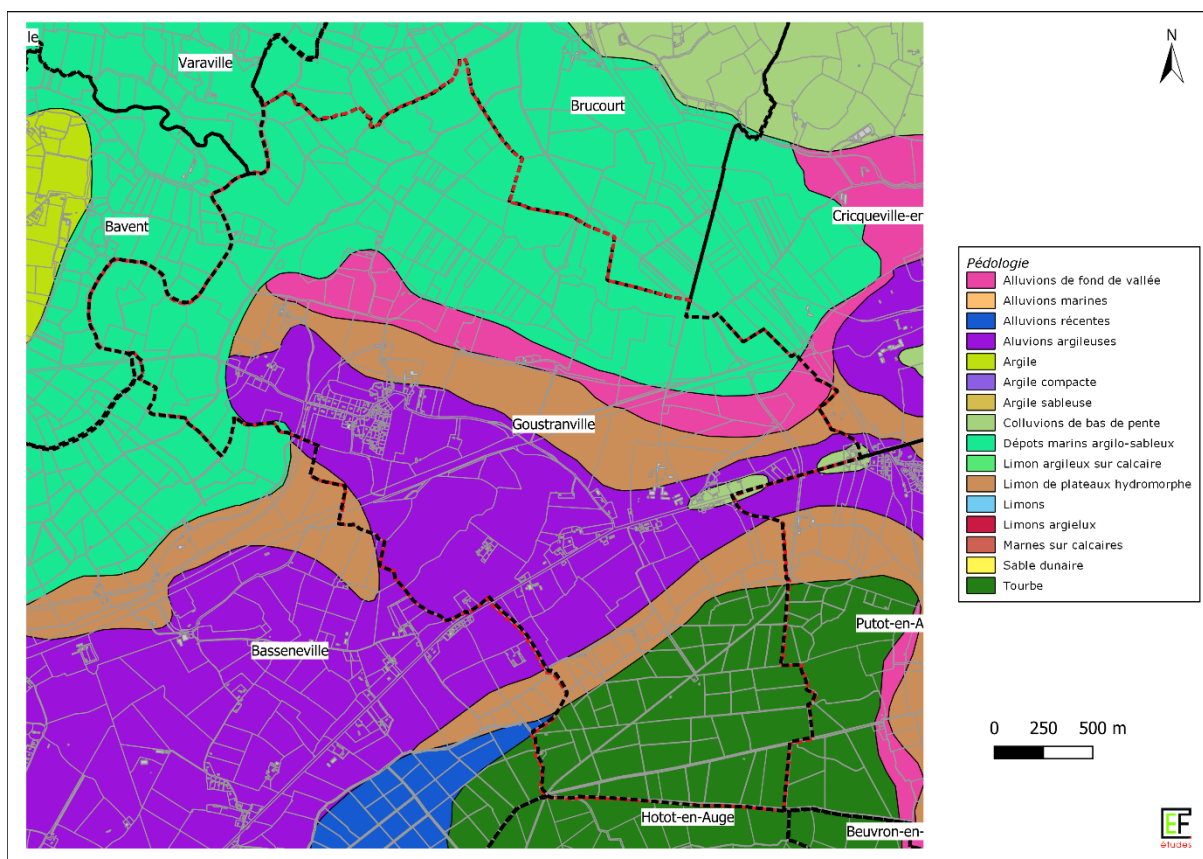 le
Varaville
N
Brucourt
Bavent
Cricqueville-er
Goustranville
Basseneville
Putot-en-A
Hotot-en-Auge
Beuvron-en-
Pédologie
Alluvions de fond de vallée
Alluvions marines
Alluvions récentes
Aluvions argileuses
Argile
Argile compacte
Argile sableuse
Colluvions de bas de pente
Dépots marins argilo-sableux
Limon argileux sur calcaire
Limon de plateaux hydromorphe
Limons
Limons argielux
Marnes sur calcaires
Sable dunaire
Tourbe
0 250 500 m
EF
études